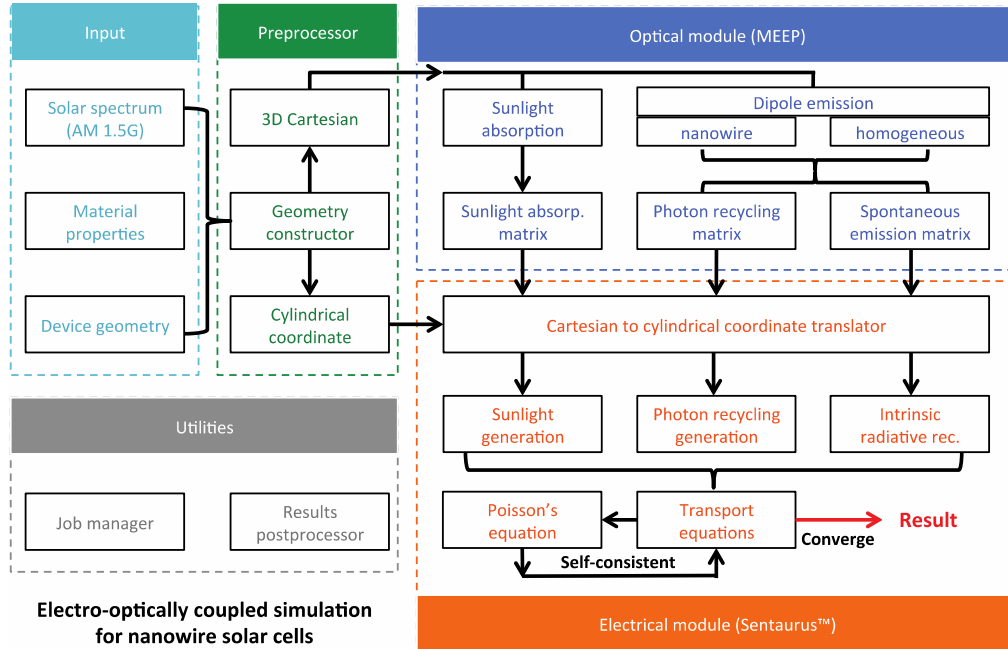 Input
Solar spectrum
(AM 1.5G)
Material
properties
Device geometry
Preprocessor
3D Cartesian
Geometry
constructor
Cylindrical
coordinate
Optical module (MEEP)
Sunlight
absorption
Dipole emission
nanowire
homogeneous
Sunlight absorp.
matrix
Photon recycling
matrix
Spontaneous
emission matrix
Cartesian to cylindrical coordinate translator
Sunlight
generation
Photon recycling
generation
Intrinsic
radiative rec.
Poisson's
equation
Transport
equations
Result
Converge
Self-consistent
Electrical module (Sentaurus™)
Utilities
Job manager
Results
postprocessor
Electro-optically coupled simulation
for nanowire solar cells